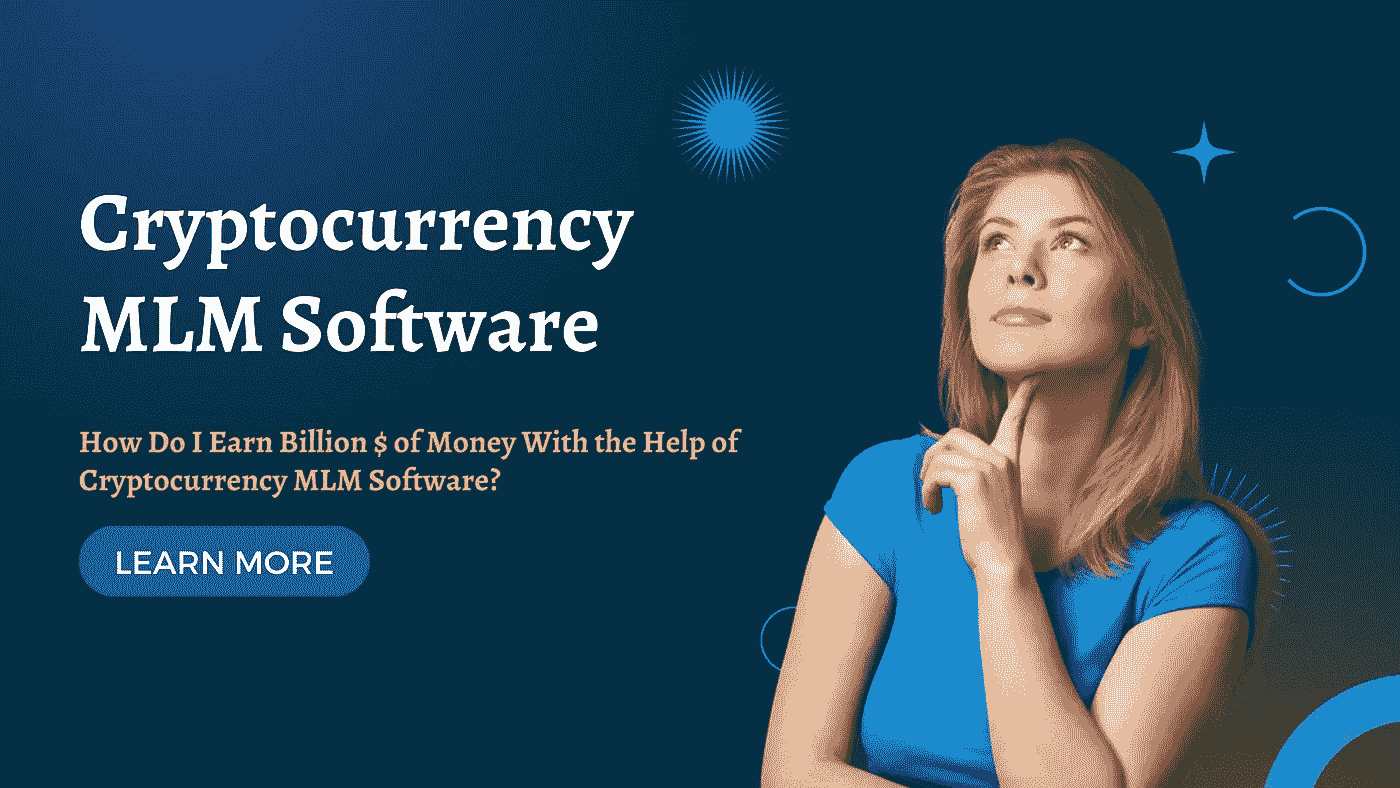 Cryptocurrency
MLM Software
How Do I Earn Billion $ of Money With the Help of
Cryptocurrency MLM Software?
LEARN MORE